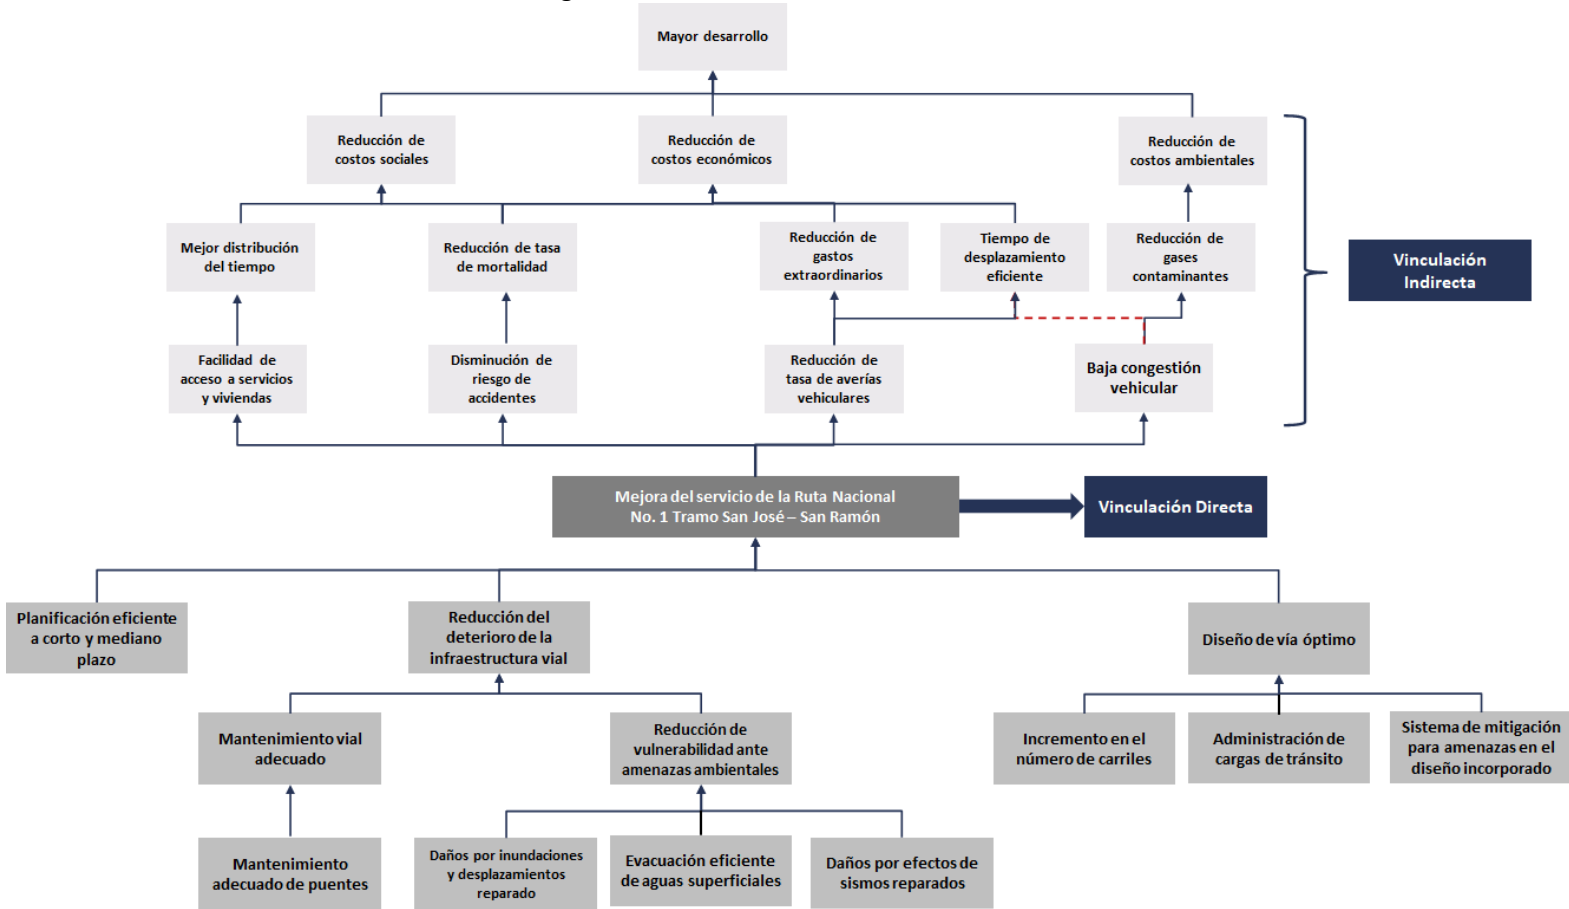 Mayor desarrollo
Reducción de
costos sociales
Reducción de
costos económicos
Reducción de
costos ambientales
Mejor distribución
del tiempo
Reducción de tasa
de mortalidad
Reducción de
gastos
extraordinarios
Tiempo de
desplazamiento
eficiente
Reducción de
gases
contaminantes
Vinculación
Indirecta
Facilidad de
acceso a servicios
y viviendas
Disminución de
riesgo de
accidentes
Reducción de
tasa de averías
vehiculares
Baja congestión
vehicular
Mejora del servicio de la Ruta Nacional
No. 1 Tramo San José – San Ramón
Vinculación Directa
Planificación eficiente
a corto y mediano
plazo
Reducción del
deterioro de la
infraestructura vial
Diseño de vía óptimo
Mantenimiento vial
adecuado
Reducción de
vulnerabilidad ante
amenazas ambientales
Incremento en el
número de carriles
Administración de
cargas de tránsito
Sistema de mitigación
para amenazas en el
diseño incorporado
Mantenimiento
adecuado de puentes
Daños por inundaciones
y desplazamientos
reparado
Evacuación eficiente
de aguas superficiales
Daños por efectos de
sismos reparados